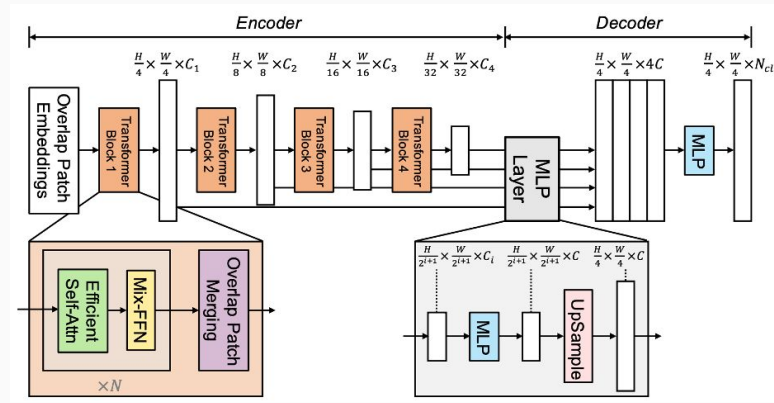 Encoder
Decoder
H/4 × W/4 × C₁
H/8 × W/8 × C₂
H/16 × W/16 × C₃
H/32 × W/32 × C₄
H/4 × W/4 × 4C
H/4 × W/4 × N_cl
Overlap Patch
Embeddings
Transformer
Block 1
Transformer
Block 2
Transformer
Block 3
Transformer
Block 4
MLP
Layer
MLP
Efficient
Self-Attn
Mix-FFN
Overlap Patch
Merging
×N
H/2^{i+1} × W/2^{i+1} × C_i
H/2^{i+1} × W/2^{i+1} × C
H/4 × W/4 × C
MLP
UpSample